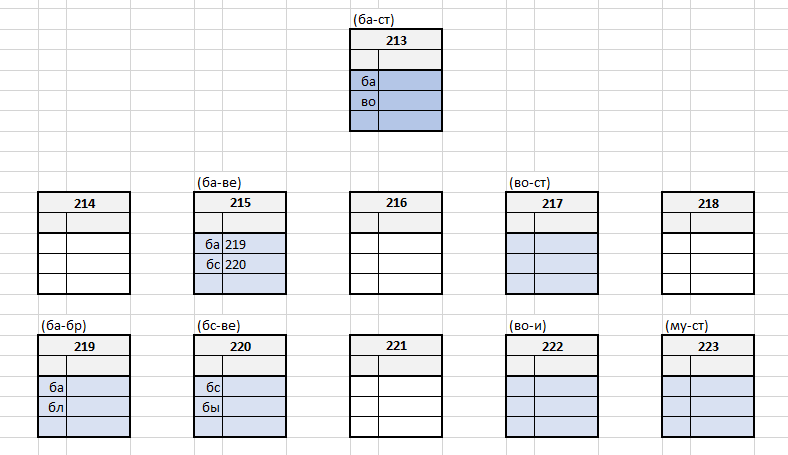 (ба-ст)
213
ба
во
(ба-ве)
(во-ст)
214
215
216
217
218
ба 219
бс 220
(ба-бр)
(бс-ве)
(во-и)
(му-ст)
219
220
221
222
223
ба
бс
бл
бы